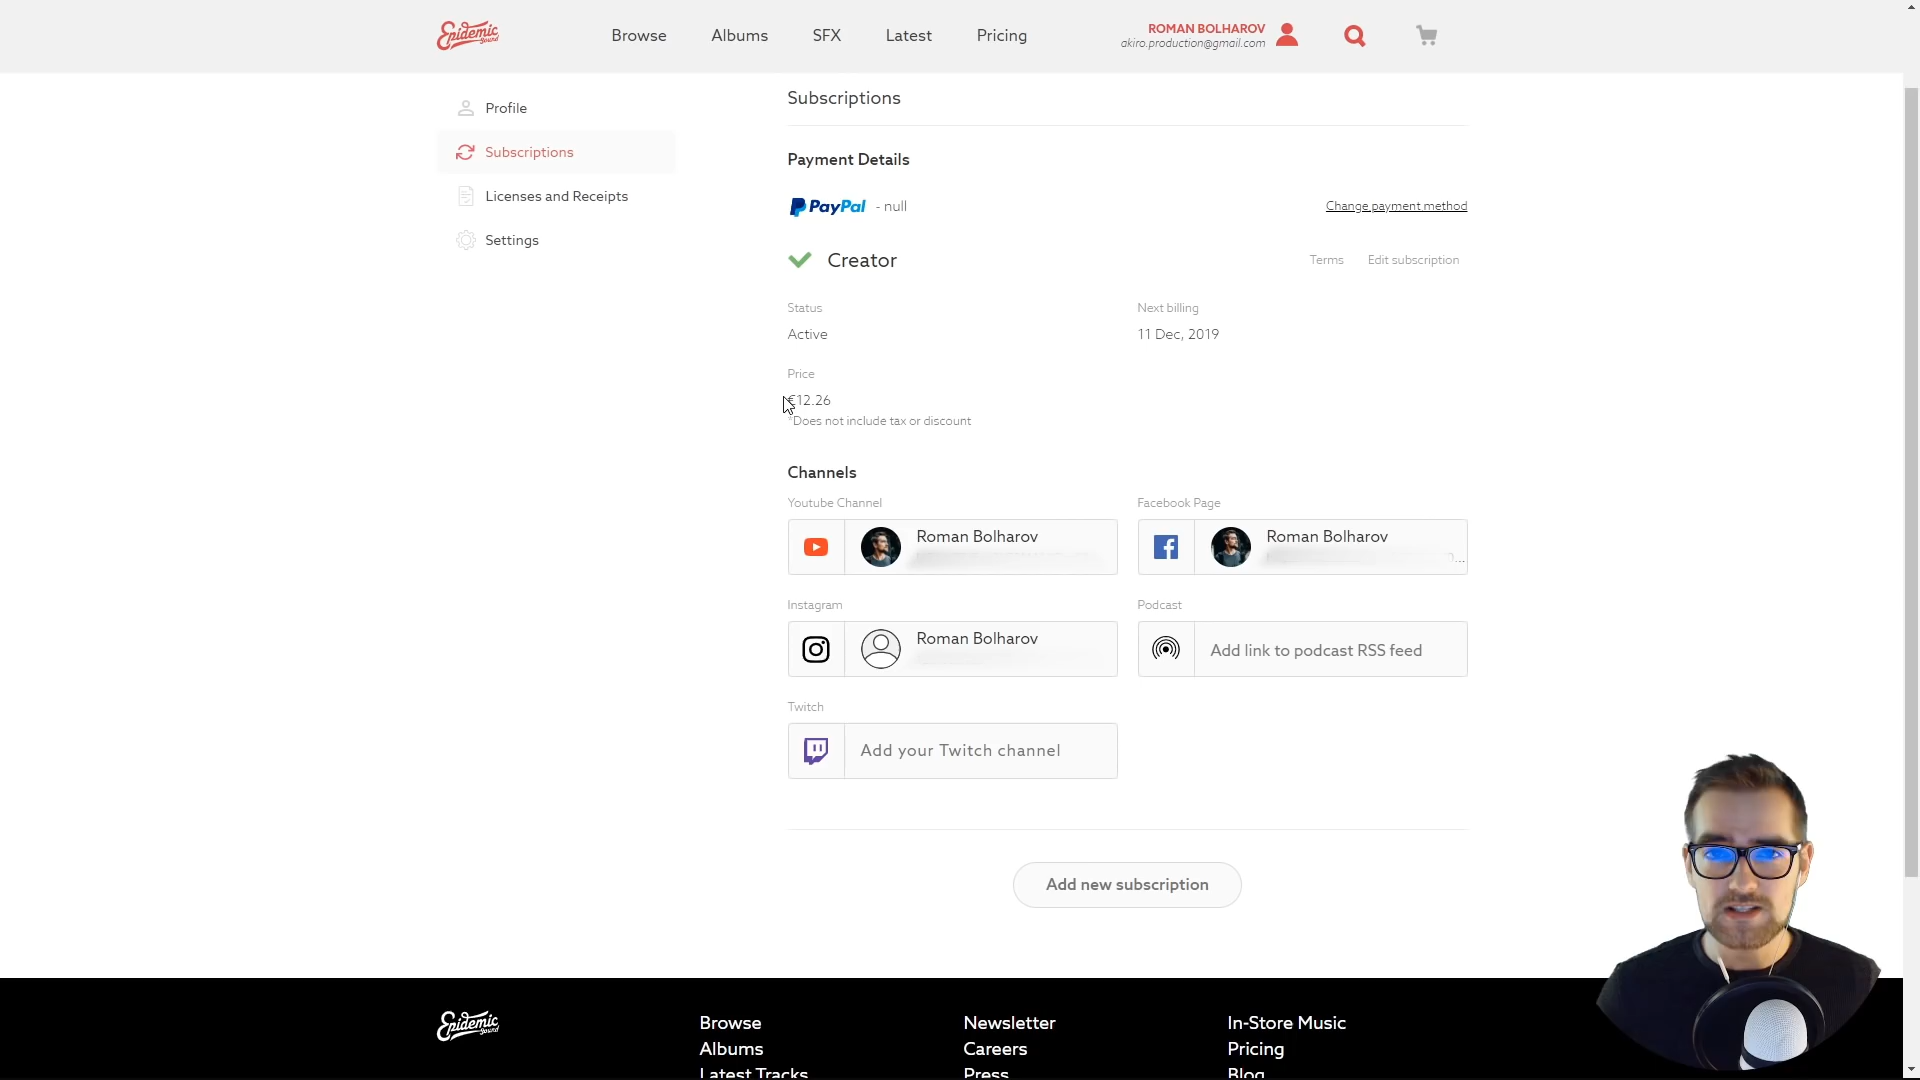 Epidemic Sound
Browse
Albums
SFX
Latest
Pricing
ROMAN BOLHAROV
akiro.production@gmail.com
Profile
Subscriptions
Licenses and Receipts
Settings
Subscriptions
Payment Details
PayPal - null
Change payment method
Creator
Terms
Edit subscription
Status
Active
Next billing
11 Dec, 2019
Price
€12.26
*Does not include tax or discount
Channels
Youtube Channel
Roman Bolharov
Facebook Page
Roman Bolharov
Instagram
Roman Bolharov
Podcast
Add link to podcast RSS feed
Twitch
Add your Twitch channel
Add new subscription
Epidemic Sound
Browse
Albums
Latest Tracks
Newsletter
Careers
Press
In-Store Music
Pricing
Blog